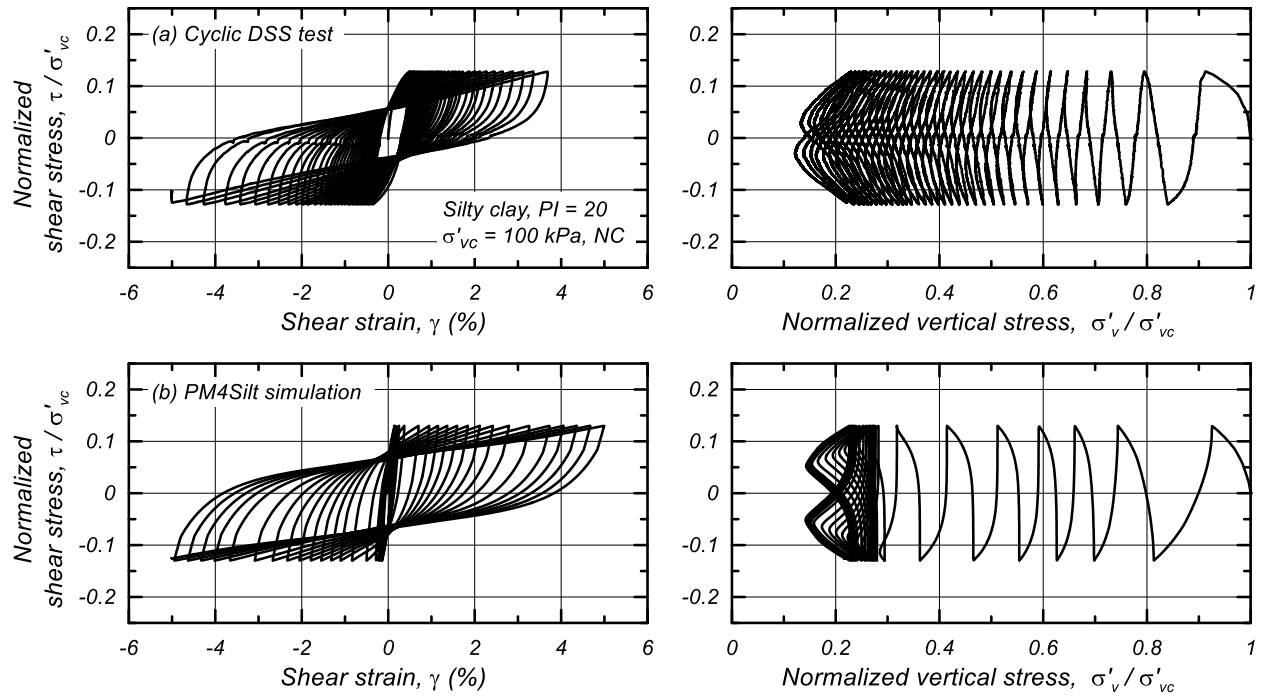 0.2
0.1
0
-0.1
-0.2
Normalized
shear stress, τ / σ'vc
(a) Cyclic DSS test
Silty clay, PI = 20
σ'vc = 100 kPa, NC
-6 -4 -2 0 2 4 6
Shear strain, γ (%)
0.2
0.1
0
-0.1
-0.2
0 0.2 0.4 0.6 0.8 1
Normalized vertical stress, σ'v / σ'vc
0.2
0.1
0
-0.1
-0.2
Normalized
shear stress, τ / σ'vc
(b) PM4Silt simulation
-6 -4 -2 0 2 4 6
Shear strain, γ (%)
0.2
0.1
0
-0.1
-0.2
0 0.2 0.4 0.6 0.8 1
Normalized vertical stress, σ'v / σ'vc